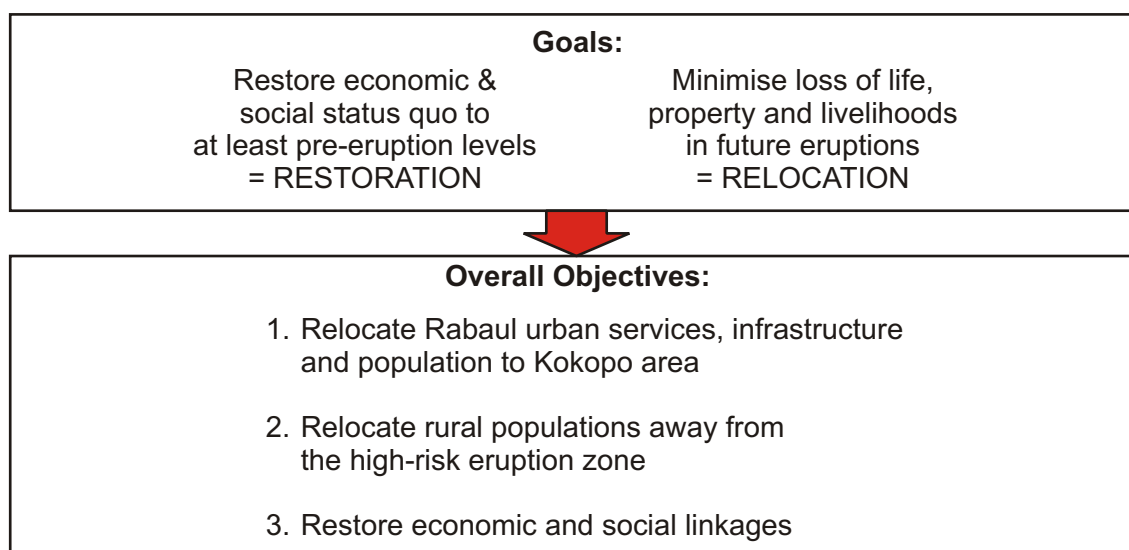 Goals:
Restore economic &
social status quo to
at least pre-eruption levels
= RESTORATION
Minimise loss of life,
property and livelihoods
in future eruptions
= RELOCATION
Overall Objectives:
1. Relocate Rabaul urban services, infrastructure
and population to Kokopo area
2. Relocate rural populations away from
the high-risk eruption zone
3. Restore economic and social linkages